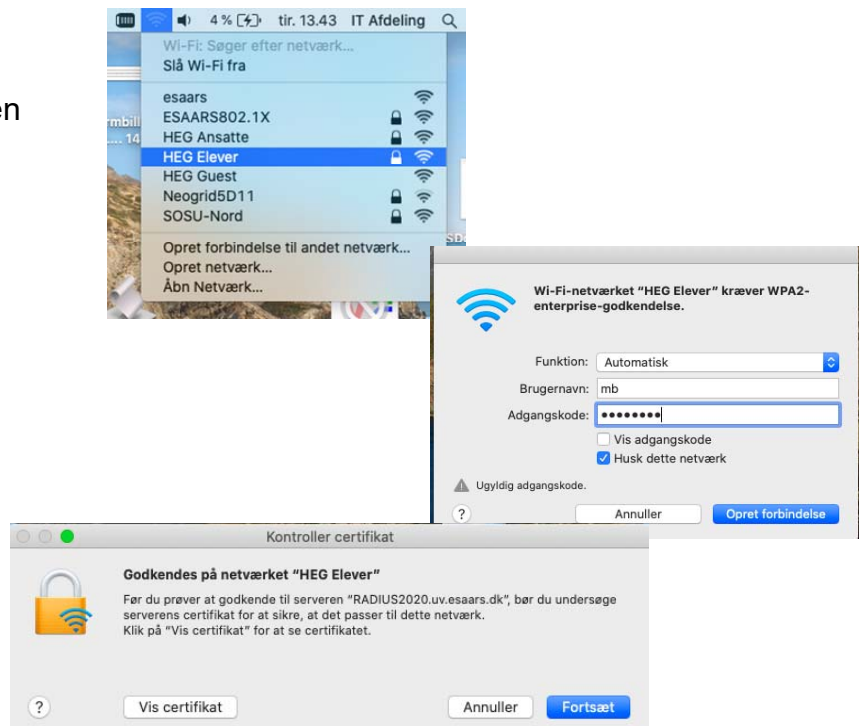 4 % tir. 13.43 IT Afdeling
Wi-Fi: Søger efter netværk...
Slå Wi-Fi fra
esaars
ESAARS802.1X
HEG Ansatte
HEG Elever
HEG Guest
Neogrid5D11
SOSU-Nord
Opret forbindelse til andet netværk...
Opret netværk...
Åbn Netværk...
en
rmbill
.... 14
SD
Wi-Fi-netværket "HEG Elever" kræver WPA2-
enterprise-godkendelse.
Funktion: Automatisk
Brugernavn: mb
Adgangskode: ••••••••
Vis adgangskode
Husk dette netværk
Ugyldig adgangskode.
? Annuller Opret forbindelse
Kontroller certifikat
Godkendes på netværket "HEG Elever"
Før du prøver at godkende til serveren "RADIUS2020.uv.esaars.dk", bør du undersøge
serverens certifikat for at sikre, at det passer til dette netværk.
Klik på "Vis certifikat" for at se certifikatet.
? Vis certifikat Annuller Fortsæt